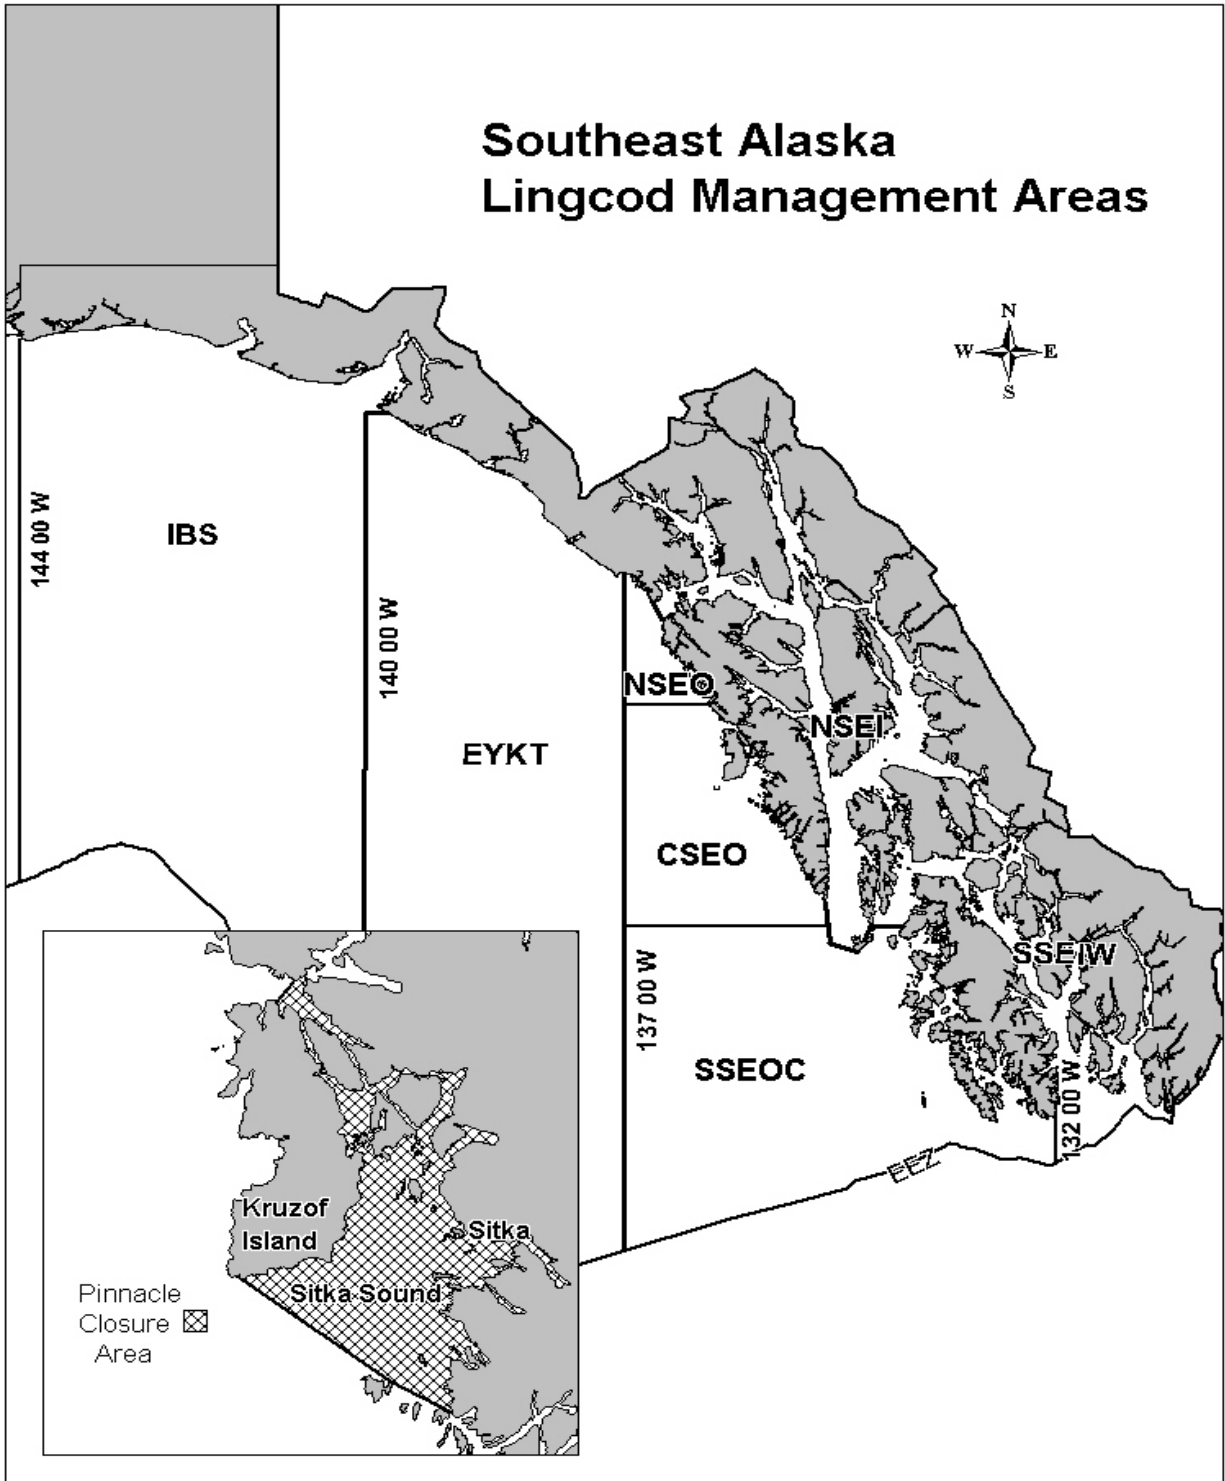 Southeast Alaska
Lingcod Management Areas
N
W
E
S
144 00 W
IBS
140 00 W
EYKT
NSEO
NSEI
CSEO
137 00 W
SSEIW
SSEOC
132 00 W
EEZ
Kruzof
Island
Sitka
Sitka Sound
Pinnacle
Closure
Area